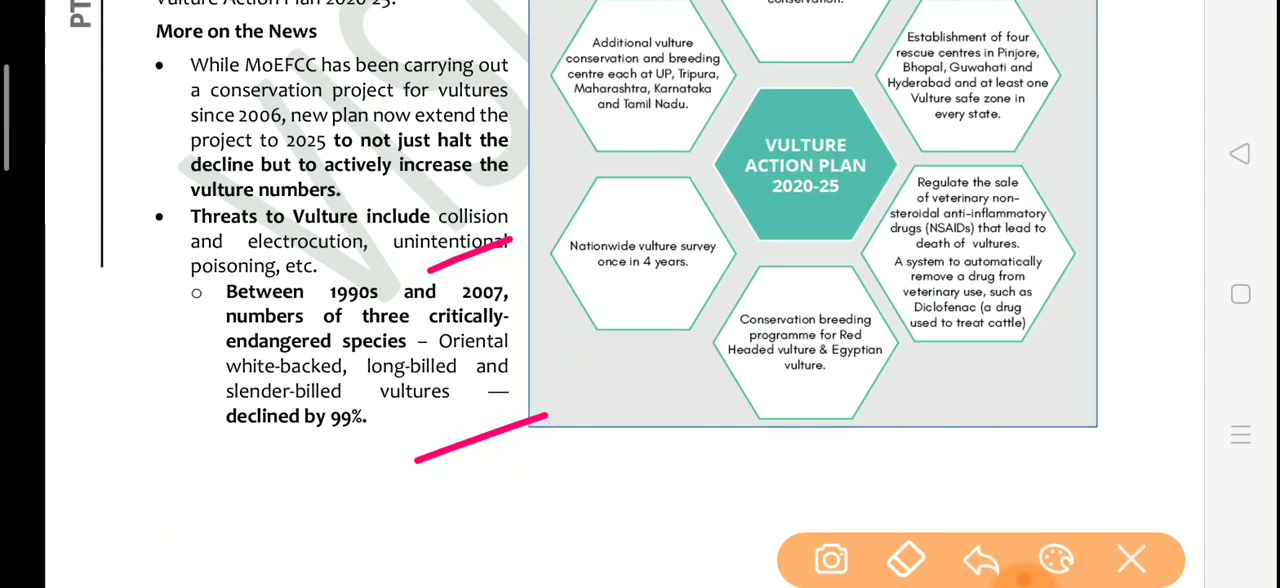 Vulture Action Plan 2020-25.
More on the News
• While MoEFCC has been carrying out
a conservation project for vultures
since 2006, new plan now extend the
project to 2025 to not just halt the
decline but to actively increase the
vulture numbers.
• Threats to Vulture include collision
and electrocution, unintentional
poisoning, etc.
o Between 1990s and 2007,
numbers of three critically-
endangered species – Oriental
white-backed, long-billed and
slender-billed vultures —
declined by 99%.
PT
VISI
conservation.
Additional vulture
conservation and breeding
centre each at UP, Tripura,
Maharashtra, Karnataka
and Tamil Nadu.
Establishment of four
rescue centres in Pinjore,
Bhopal, Guwahati and
Hyderabad and at least one
Vulture safe zone in
every state.
VULTURE
ACTION PLAN
2020-25
Nationwide vulture survey
once in 4 years.
Regulate the sale
of veterinary non-
steroidal anti-inflammatory
drugs (NSAIDs) that lead to
death of vultures.
A system to automatically
remove a drug from
veterinary use, such as
Diclofenac (a drug
used to treat cattle)
Conservation breeding
programme for Red
Headed vulture & Egyptian
vulture.